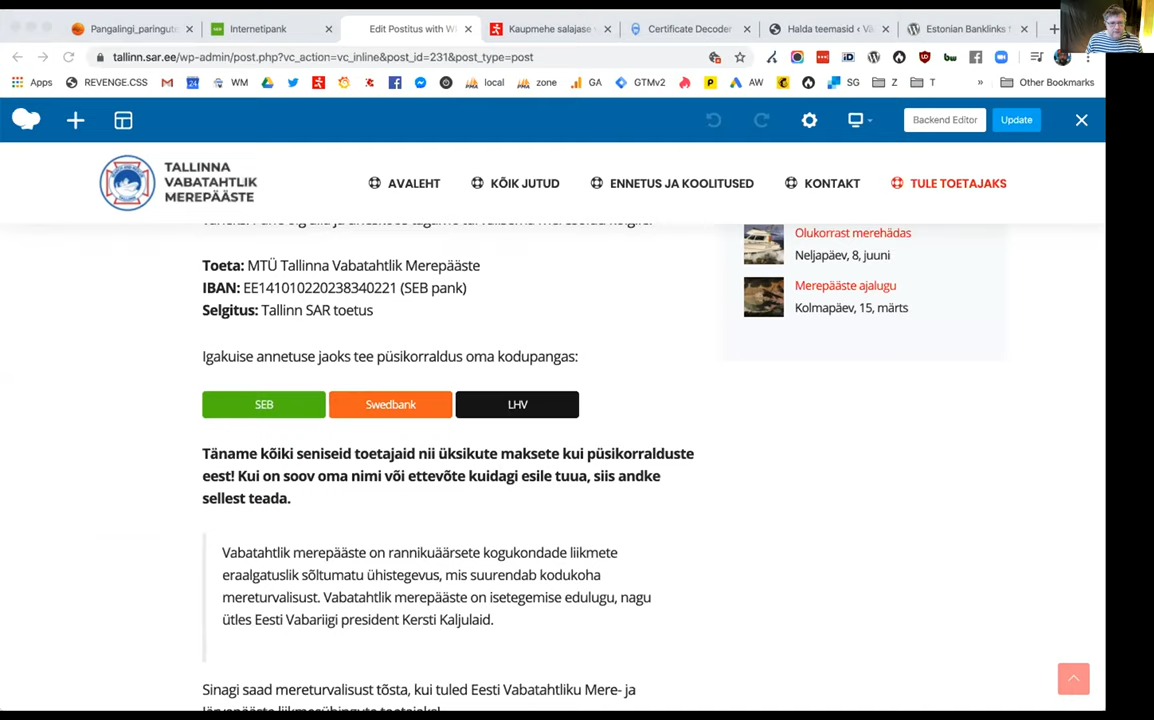 Pangalingi_paringute
Internetipank
Edit Postitus with W
Kaupmehe salajase
Certificate Decoder
Halda teemasid ‹ V
Estonian Banklinks f
tallinn.sar.ee/wp-admin/post.php?vc_action=vc_inline&post_id=231&post_type=post
Apps
REVENGE.CSS
24
WM
local
zone
GA
GTMv2
AW
SG
Z
T
»
Other Bookmarks
Backend Editor
Update
TALLINNA
VABATAHTLIK
MEREPÄÄSTE
AVALEHT
KÕIK JUTUD
ENNETUS JA KOOLITUSED
KONTAKT
TULE TOETAJAKS
Toeta: MTÜ Tallinna Vabatahtlik Merepääste
IBAN: EE141010220238340221 (SEB pank)
Selgitus: Tallinn SAR toetus
Igakuise annetuse jaoks tee püsikorraldus oma kodupangas:
SEB
Swedbank
LHV
Täname kõiki seniseid toetajaid nii üksikute maksete kui püsikorralduste
eest! Kui on soov oma nimi või ettevõte kuidagi esile tuua, siis andke
sellest teada.
Vabatahtlik merepääste on rannikuäärsete kogukondade liikmete
eraalgatuslik sõltumatu ühistegevus, mis suurendab kodukoha
mereturvalisust. Vabatahtlik merepääste on isetegemise edulugu, nagu
ütles Eesti Vabariigi president Kersti Kaljulaid.
Sinagi saad mereturvalisust tõsta, kui tuled Eesti Vabatahtliku Mere- ja
Järvepääste liikmesühingute toetajaks!
Olukorrast merehädas
Neljapäev, 8, juuni
Merepääste ajalugu
Kolmapäev, 15, märts